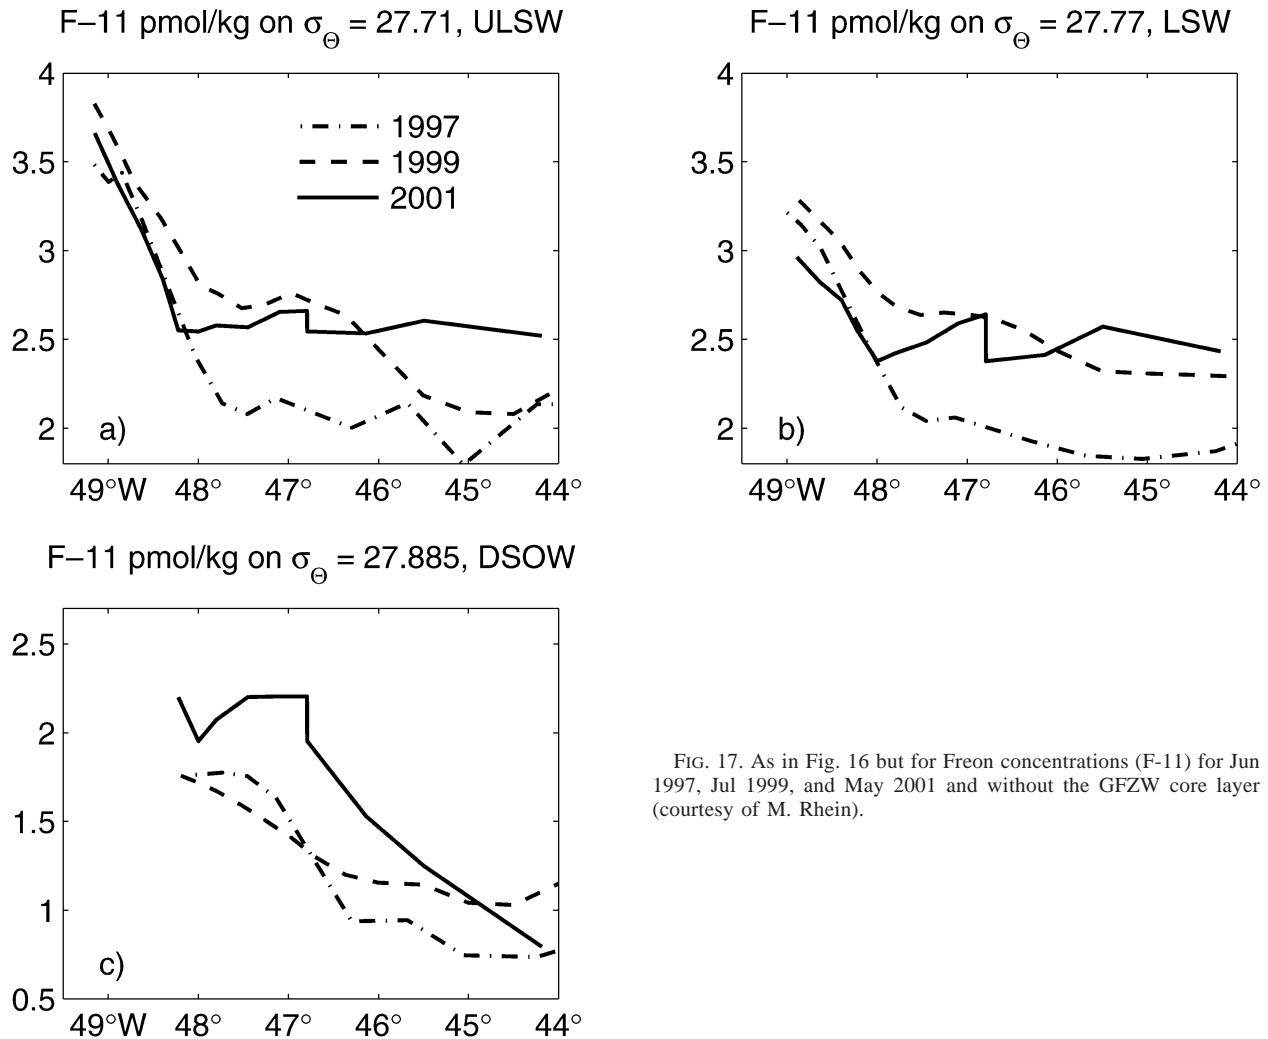 F−11 pmol/kg on σΘ = 27.71, ULSW
4
3.5
3
2.5
2
1997
1999
2001
a)
49°W 48° 47° 46° 45° 44°
F−11 pmol/kg on σΘ = 27.77, LSW
4
3.5
3
2.5
2
b)
49°W 48° 47° 46° 45° 44°
F−11 pmol/kg on σΘ = 27.885, DSOW
2.5
2
1.5
1
0.5
c)
49°W 48° 47° 46° 45° 44°
FIG. 17. As in Fig. 16 but for Freon concentrations (F-11) for Jun
1997, Jul 1999, and May 2001 and without the GFZW core layer
(courtesy of M. Rhein).